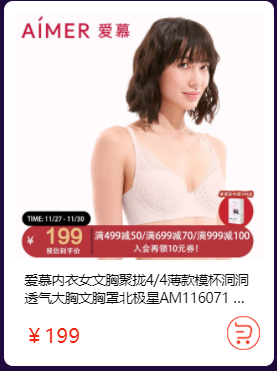 AIMER 爱慕
TIME: 11/27 - 11/30
¥ 199
预估到手价
满499减50/满699减70/满999减100
入会再领10元券!
爱慕内衣女文胸聚拢4/4薄款模杯洞洞
透气大胸文胸罩北极星AM116071 ...
¥199